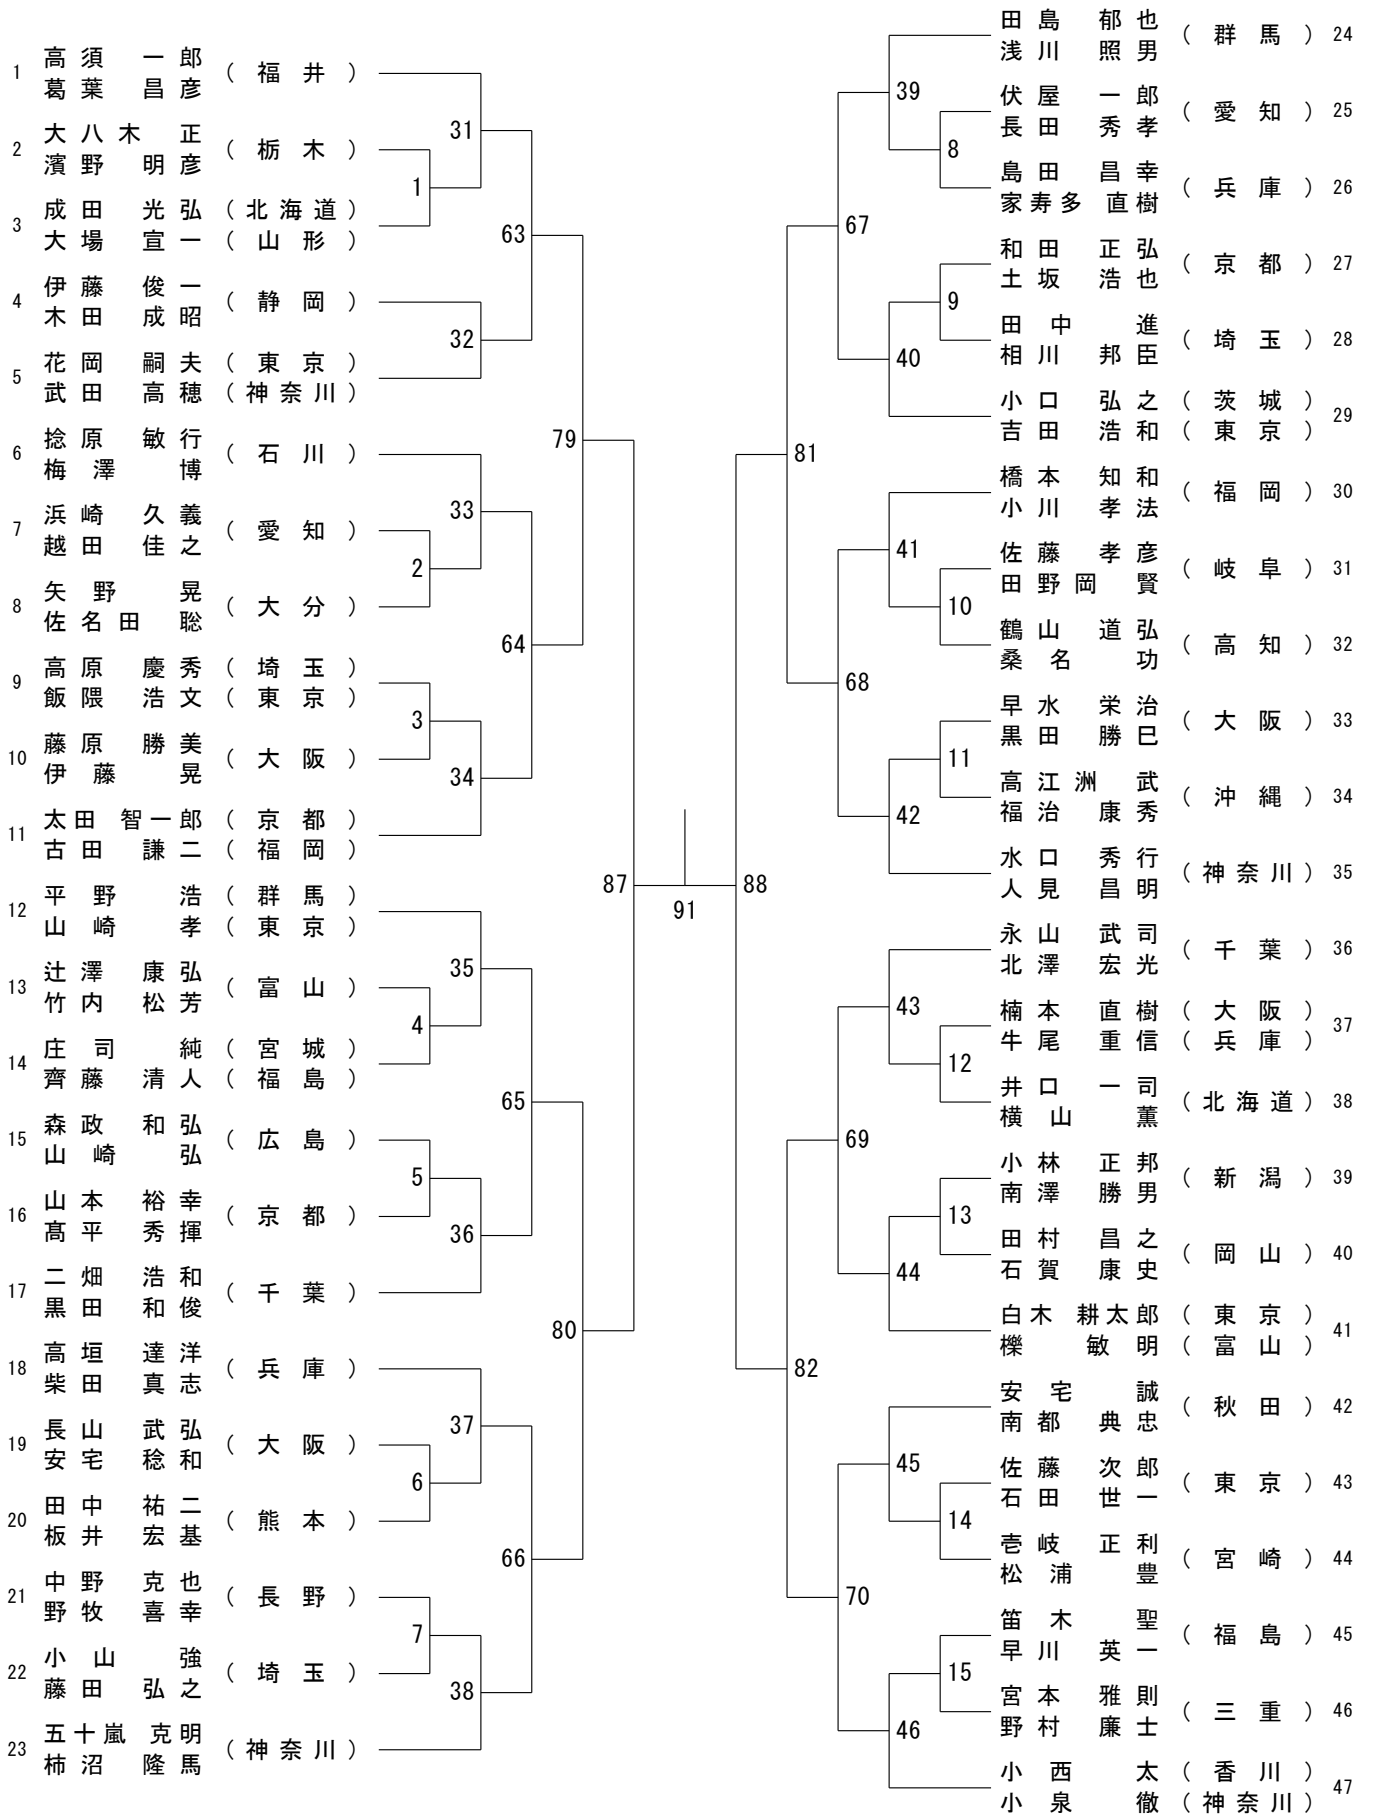 1 高須 一郎 (福井)
葛葉 昌彦
2 大八木 正 (栃木)
濱野 明彦
3 成田 光弘 (北海道)
大場 宣一 (山形)
4 伊藤 俊一 (静岡)
木田 成昭
5 花岡 嗣夫 (東京)
武田 高穂 (神奈川)
6 捻原 敏行 (石川)
梅澤 博
7 浜崎 久義 (愛知)
越田 佳之
8 矢野 晃 (大分)
佐名田 聡
9 高原 慶秀 (埼玉)
飯隈 浩文 (東京)
10 藤原 勝美 (大阪)
伊藤 晃
11 太田 智一郎 (京都)
古田 謙二 (福岡)
12 平野 浩 (群馬)
山崎 孝 (東京)
13 辻澤 康弘 (富山)
竹内 松芳
14 庄司 純 (宮城)
齊藤 清人 (福島)
15 森政 和弘 (広島)
山崎 弘
16 山本 裕幸 (京都)
髙平 秀揮
17 二畑 浩和 (千葉)
黒田 和俊
18 高垣 達洋 (兵庫)
柴田 真志
19 長山 武弘 (大阪)
安宅 稔和
20 田中 祐二 (熊本)
板井 宏基
21 中野 克也 (長野)
野牧 喜幸
22 小山 強 (埼玉)
藤田 弘之
23 五十嵐 克明 (神奈川)
柿沼 隆馬
1
2
3
4
5
6
7
31
32
33
34
35
36
37
38
63
64
65
66
79
80
87
91
88
81
82
67
68
69
70
39
40
41
42
43
44
45
46
8
9
10
11
12
13
14
15
田島 郁也 (群馬) 24
浅川 照男
伏屋 一郎 (愛知) 25
長田 秀孝
島田 昌幸 (兵庫) 26
家寿多 直樹
和田 正弘 (京都) 27
土坂 浩也
田中 進 (埼玉) 28
相川 邦臣
小口 弘之 (茨城) 29
吉田 浩和 (東京)
橋本 知和 (福岡) 30
小川 孝法
佐藤 孝彦 (岐阜) 31
田野岡 賢
鶴山 道弘 (高知) 32
桑名 功
早水 栄治 (大阪) 33
黒田 勝巳
高江洲 武 (沖縄) 34
福治 康秀
水口 秀行 (神奈川) 35
人見 昌明
永山 武司 (千葉) 36
北澤 宏光
楠本 直樹 (大阪) 37
牛尾 重信 (兵庫)
井口 一司 (北海道) 38
横山 薫
小林 正邦 (新潟) 39
南澤 勝男
田村 昌之 (岡山) 40
石賀 康史
白木 耕太郎 (東京) 41
櫟 敏明 (富山)
安宅 誠 (秋田) 42
南都 典忠
佐藤 次郎 (東京) 43
石田 世一
壱岐 正利 (宮崎) 44
松浦 豊
笛木 聖 (福島) 45
早川 英一
宮本 雅則 (三重) 46
野村 廉士
小西 太 (香川) 47
小泉 徹 (神奈川)